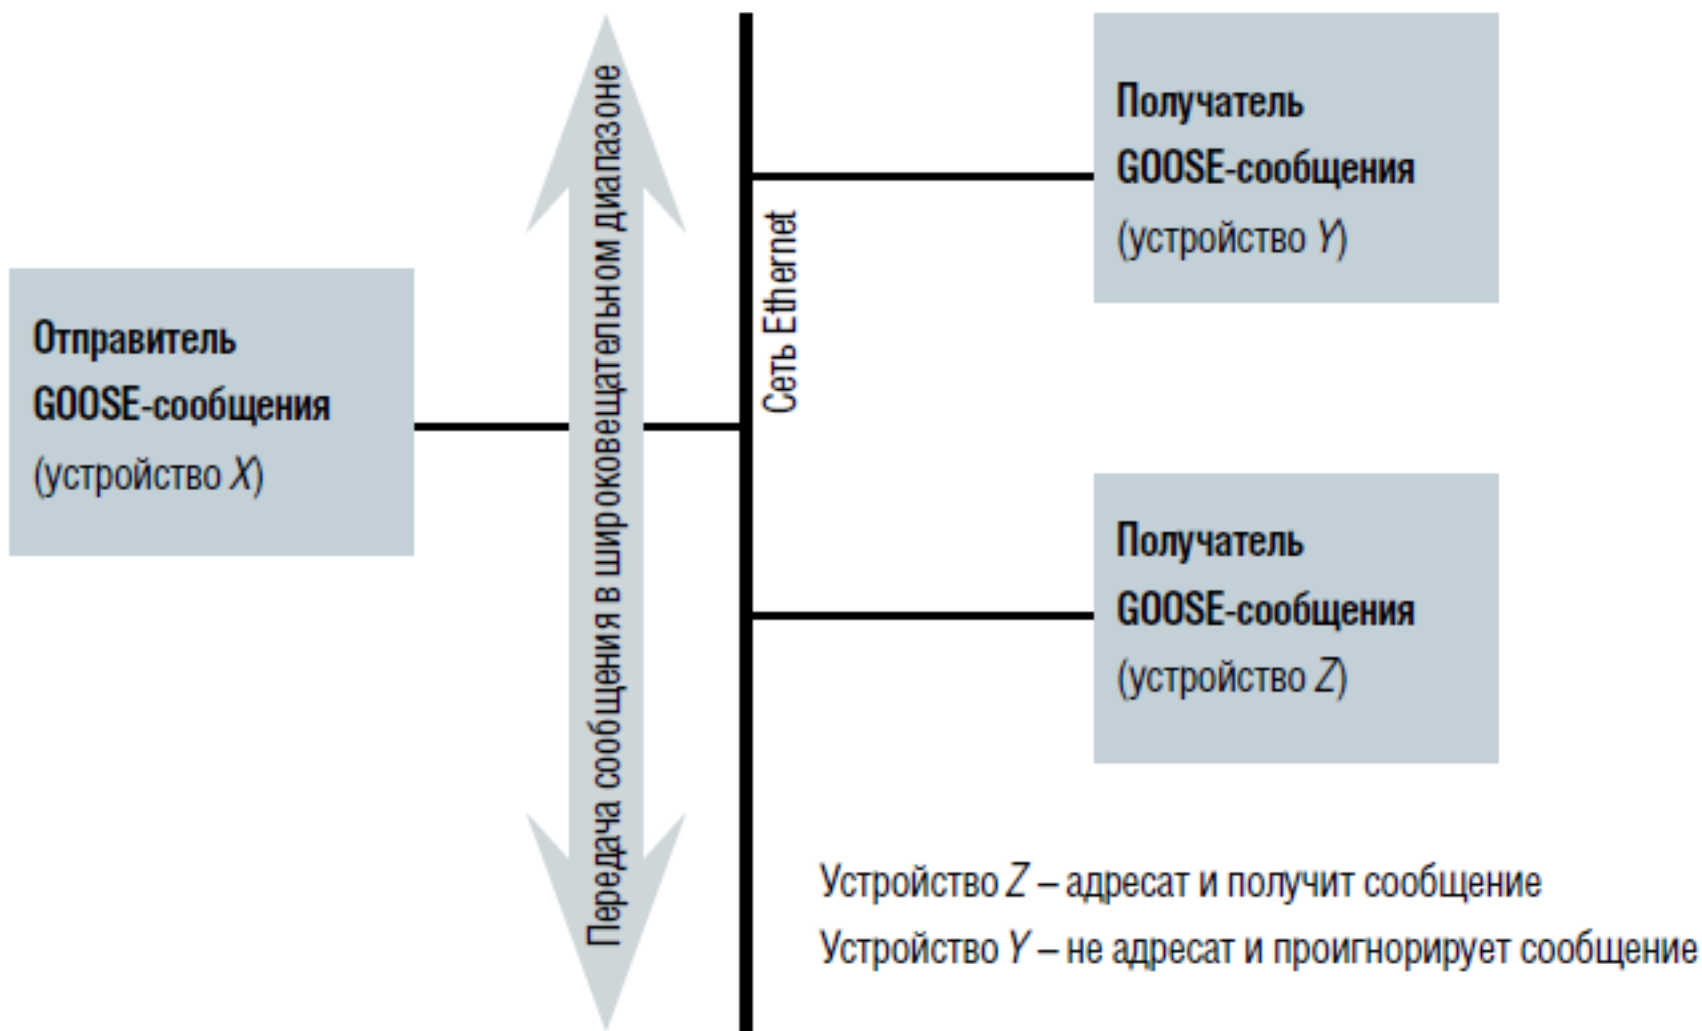 Отправитель
GOOSE-сообщения
(устройство X)
Передача сообщения в широковещательном диапазоне
Сеть Ethernet
Получатель
GOOSE-сообщения
(устройство Y)
Получатель
GOOSE-сообщения
(устройство Z)
Устройство Z – адресат и получит сообщение
Устройство Y – не адресат и проигнорирует сообщение